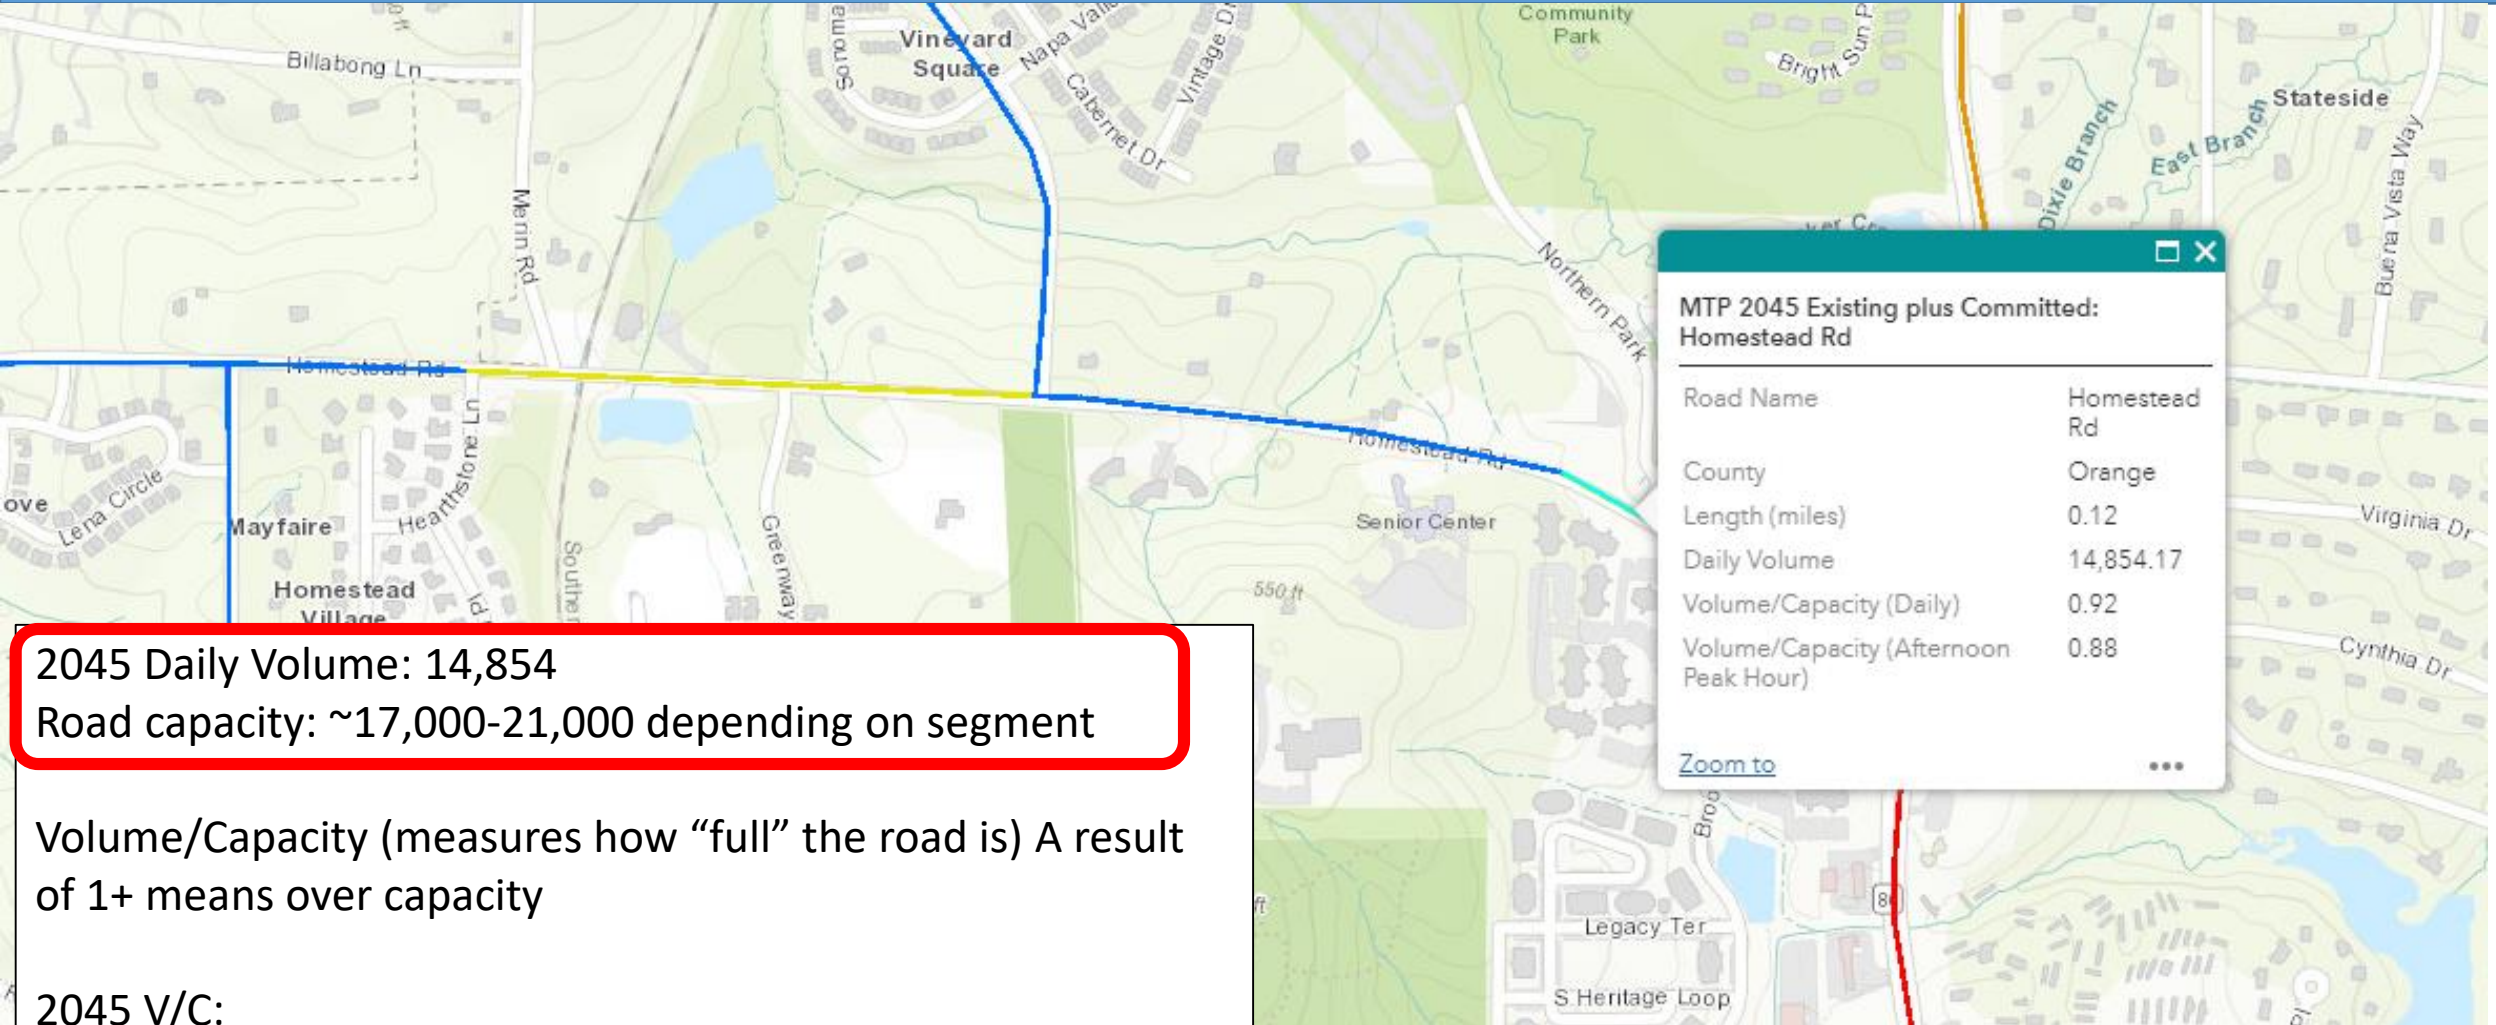 Billabong Ln
Vineyard
Square
Sonoma
Napa Val
Vintage Dr
Cabernet Dr
Community
Park
Bright Sun P
Stateside
Dixie Branch
East Branch
Buena Vista Way
Merin Rd
Northern Park
Homestead Rd
Homestead Rd
MTP 2045 Existing plus Committed:
Homestead Rd
Road Name Homestead
Rd
County Orange
Length (miles) 0.12
Daily Volume 14,854.17
Volume/Capacity (Daily) 0.92
Volume/Capacity (Afternoon 0.88
Peak Hour)
Zoom to
ove
Lena Circle
Mayfaire
Hearthstone Ln
Homestead
Village
Southe
Greenway
Senior Center
550 ft
Virginia Dr
Cynthia Dr
2045 Daily Volume: 14,854
Road capacity: ~17,000-21,000 depending on segment
Volume/Capacity (measures how “full” the road is) A result
of 1+ means over capacity
2045 V/C:
ft
Broo
8
Legacy Ter
S Heritage Loop